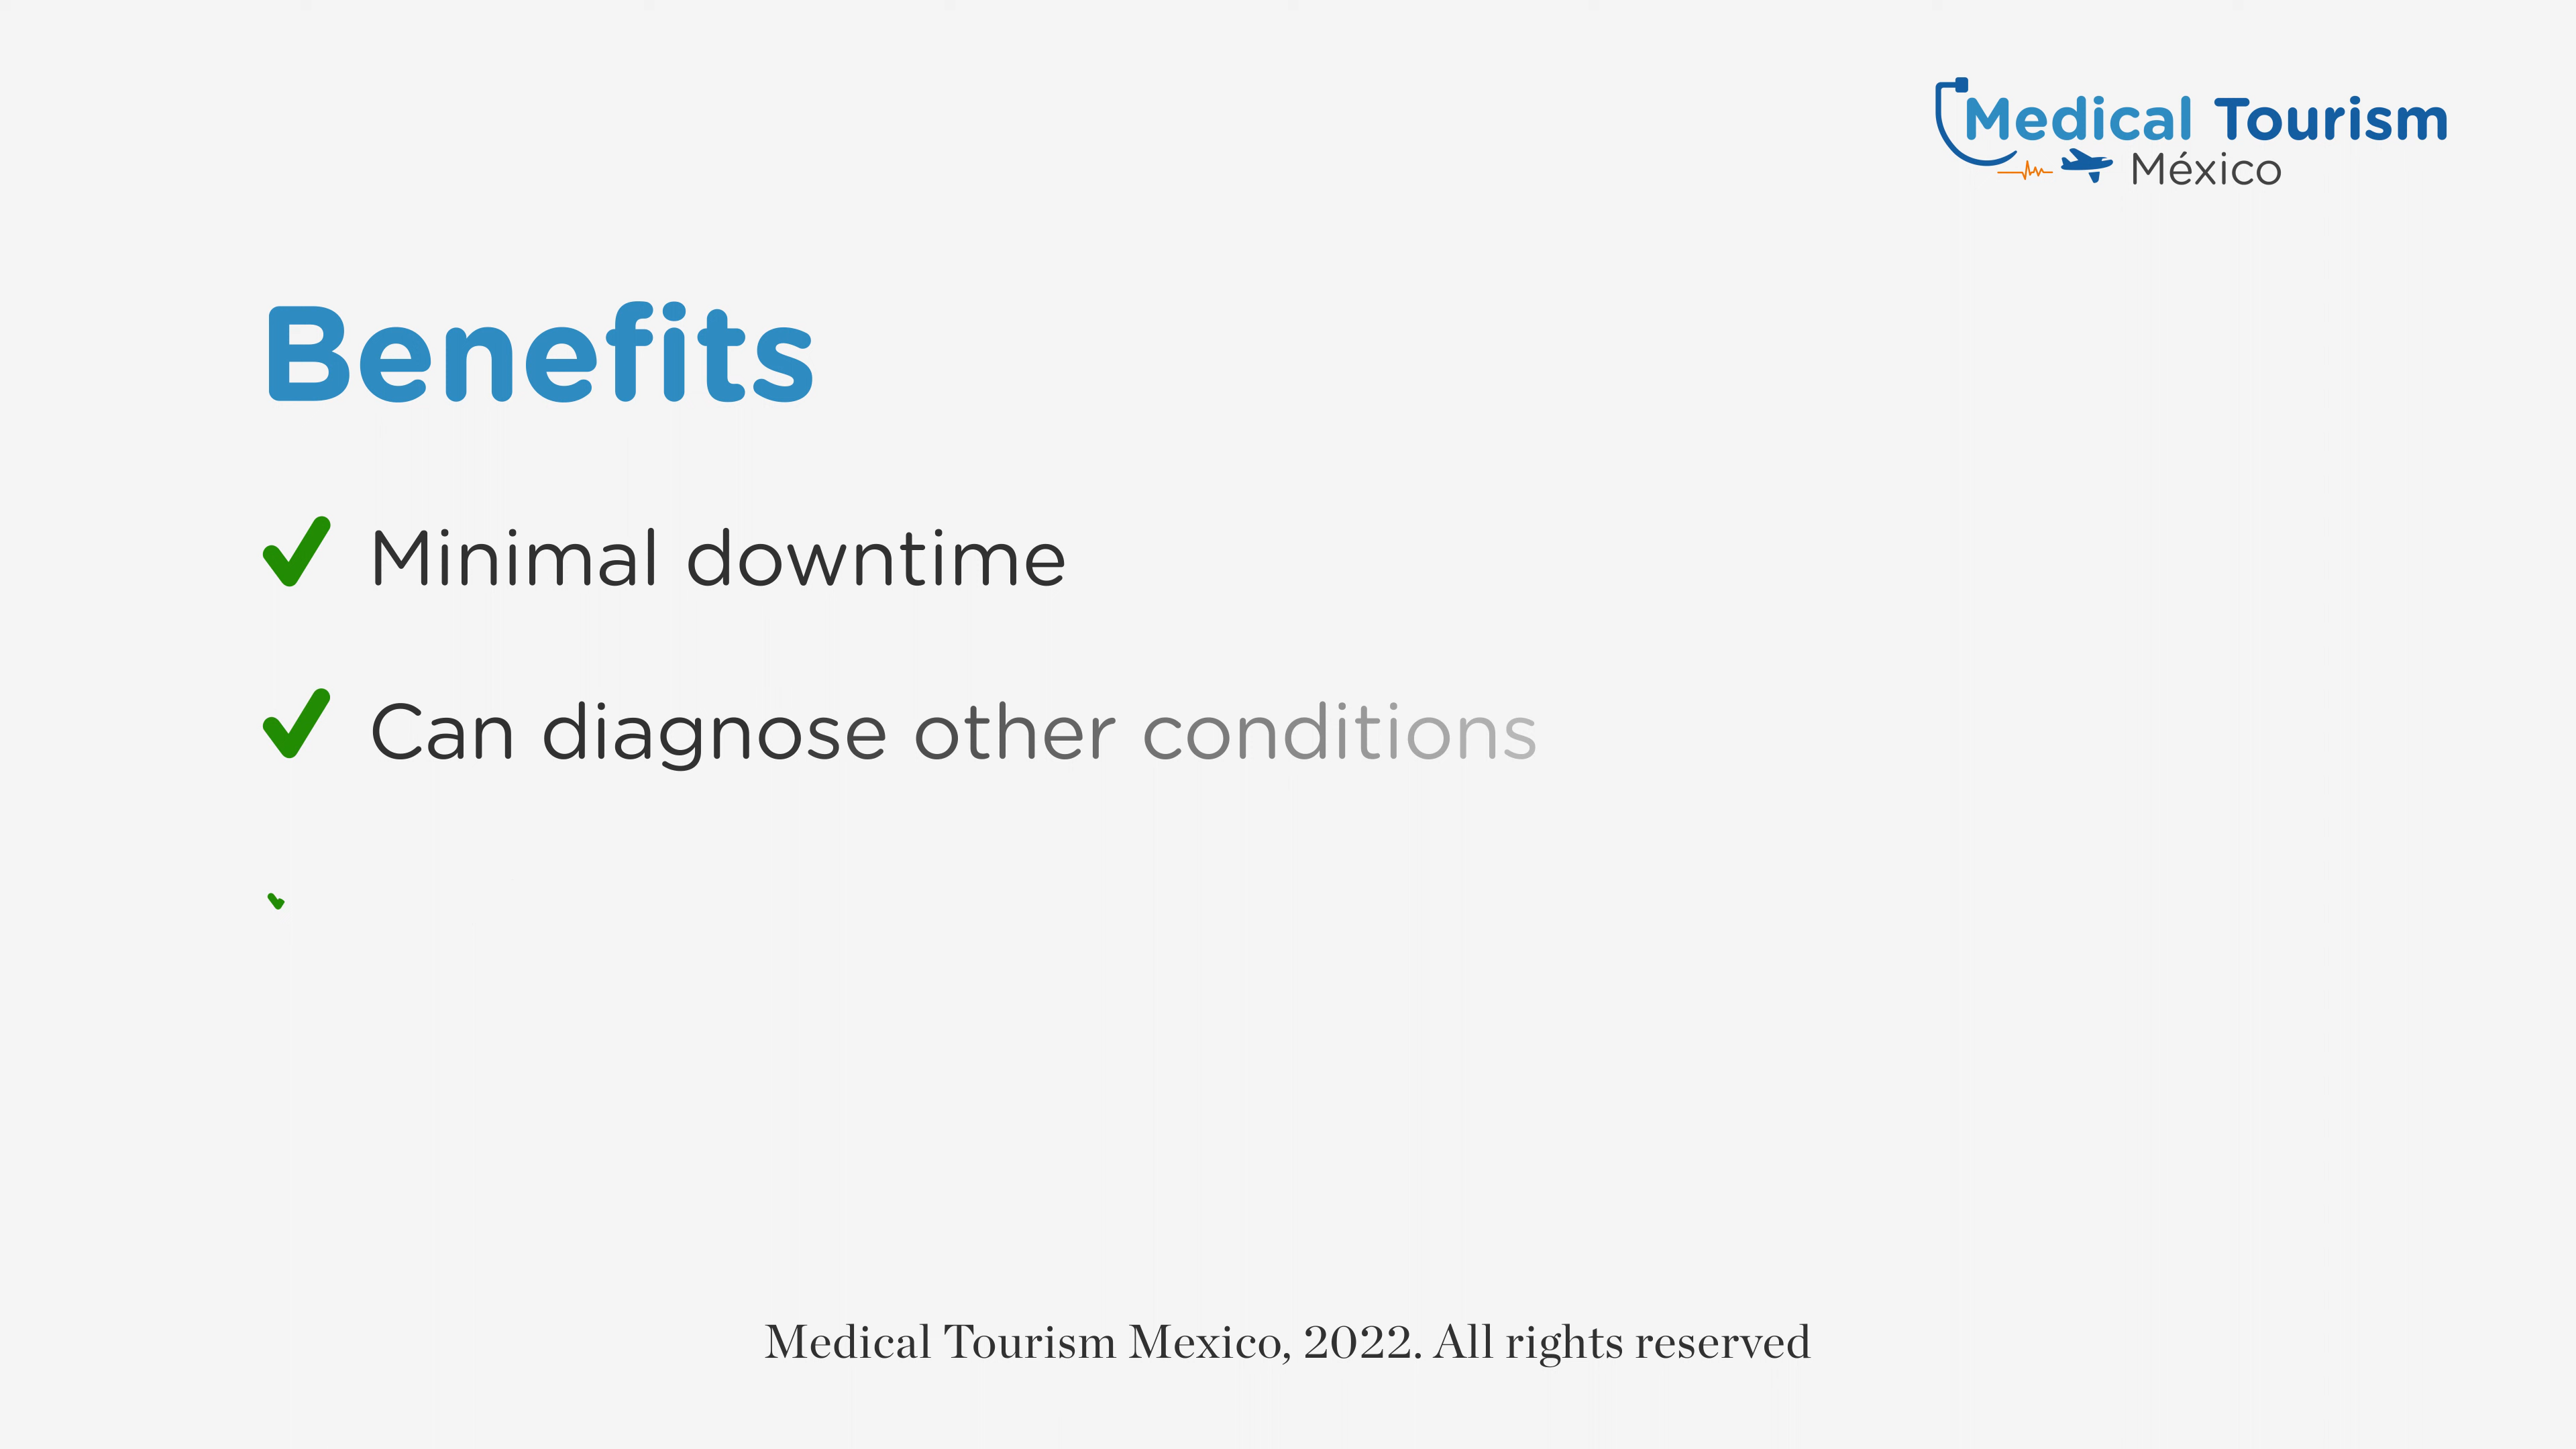 Medical Tourism
México
Benefits
Minimal downtime
Can diagnose other conditions
Medical Tourism Mexico, 2022. All rights reserved